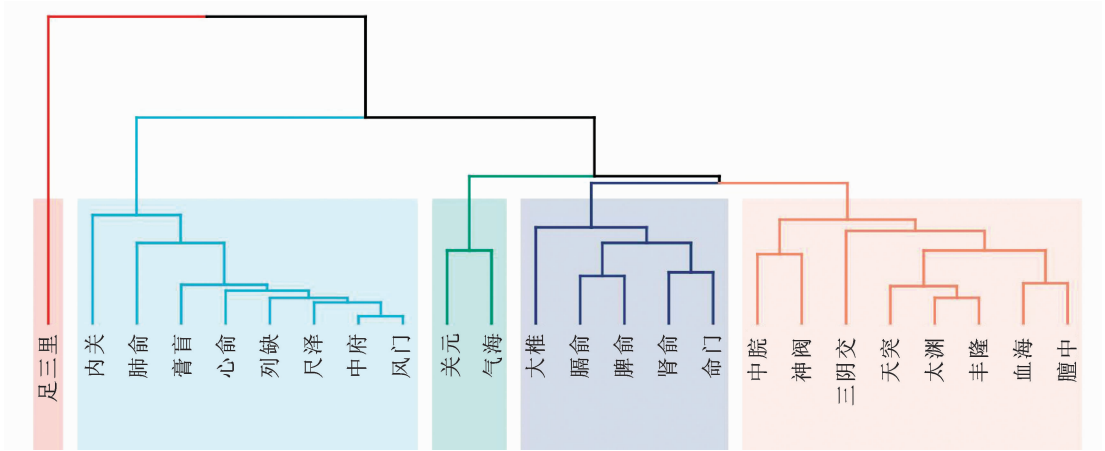 足三里
内关
肺俞
膏肓
心俞
列缺
尺泽
中府
风门
关元
气海
大椎
膈俞
脾俞
肾俞
命门
中脘
神阙
三阴交
天突
太渊
丰隆
血海
膻中